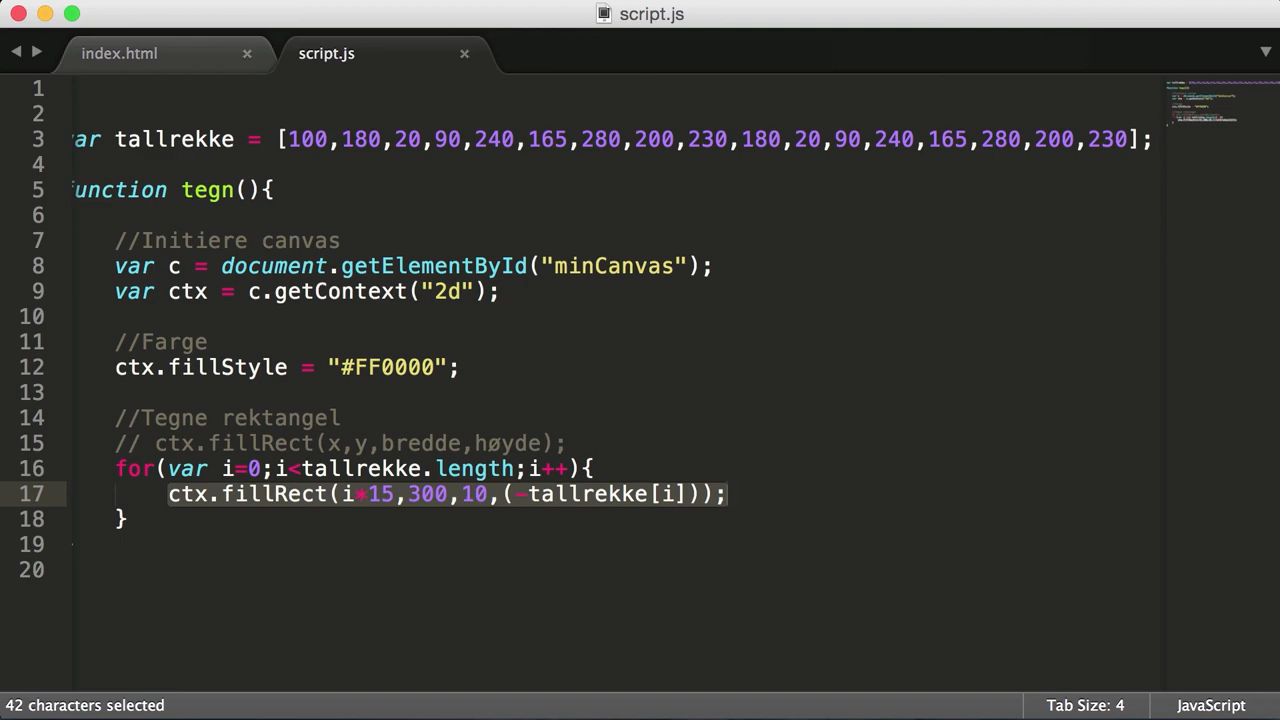 script.js
index.html × script.js ×
1
2
3 var tallrekke = [100,180,20,90,240,165,280,200,230,180,20,90,240,165,280,200,230];
4
5 function tegn(){
6
7 //Initiere canvas
8 var c = document.getElementById("minCanvas");
9 var ctx = c.getContext("2d");
10
11 //Farge
12 ctx.fillStyle = "#FF0000";
13
14 //Tegne rektangel
15 // ctx.fillRect(x,y,bredde,høyde);
16 for(var i=0;i<tallrekke.length;i++){
17 ctx.fillRect(i*15,300,10,(-tallrekke[i]));
18 }
19
20
42 characters selected Tab Size: 4 JavaScript